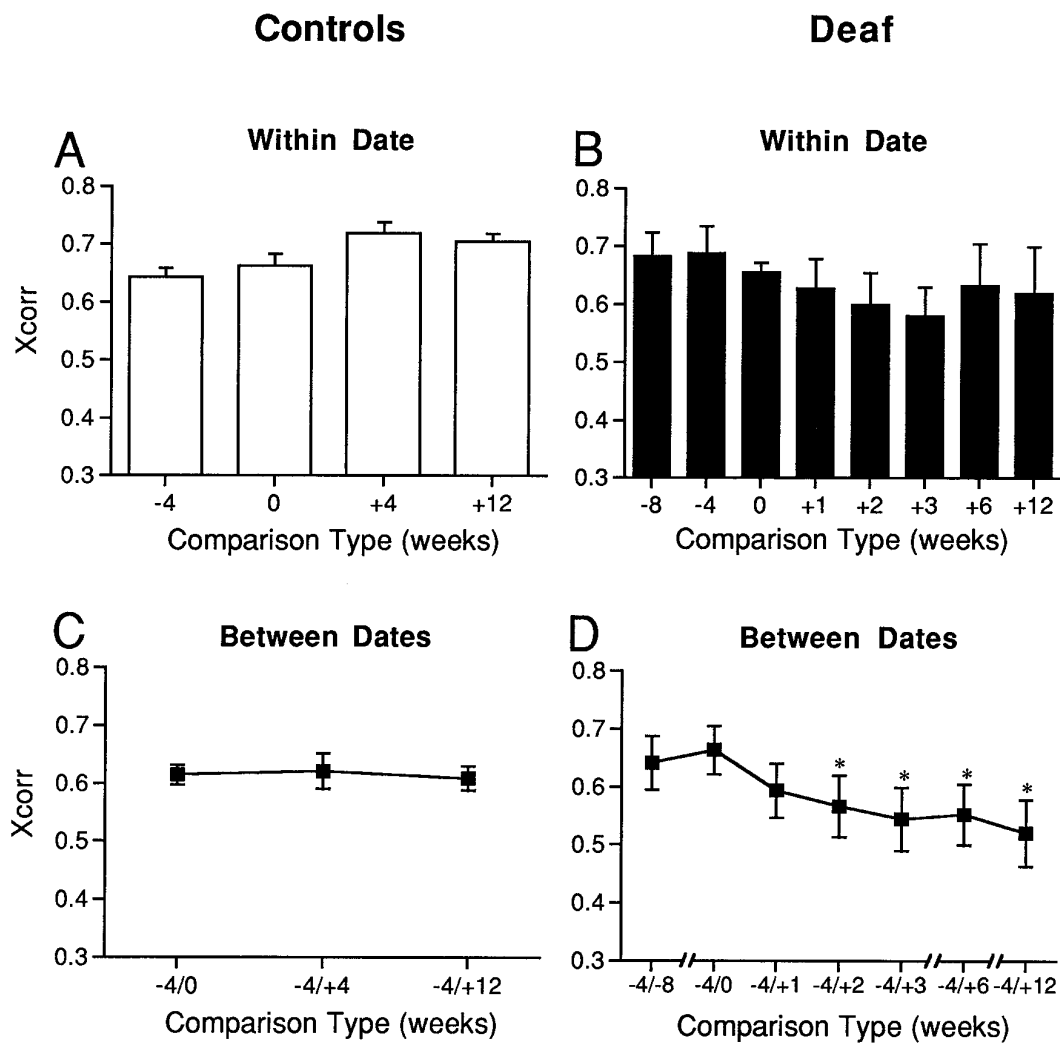 Controls
Deaf
A
Within Date
B
Within Date
0.8
0.7
0.6
0.5
0.4
0.3
Xcorr
-4 0 +4 +12
Comparison Type (weeks)
0.8
0.7
0.6
0.5
0.4
0.3
-8 -4 0 +1 +2 +3 +6 +12
Comparison Type (weeks)
C
Between Dates
D
Between Dates
0.8
0.7
0.6
0.5
0.4
0.3
Xcorr
-4/0 -4/+4 -4/+12
Comparison Type (weeks)
0.8
0.7
0.6
0.5
0.4
0.3
* * * *
-4/-8 -4/0 -4/+1 -4/+2 -4/+3 -4/+6 -4/+12
Comparison Type (weeks)